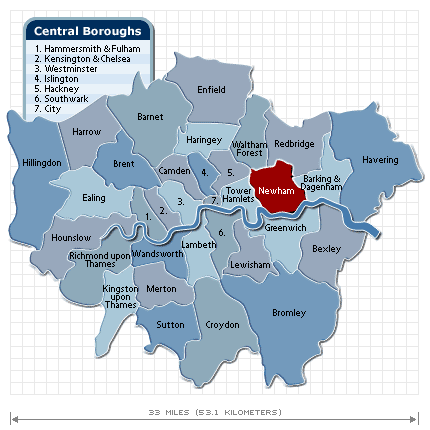 Central Boroughs
1. Hammersmith & Fulham
2. Kensington & Chelsea
3. Westminster
4. Islington
5. Hackney
6. Southwark
7. City
Enfield
Barnet
Harrow
Haringey
Waltham
Forest
Redbridge
Hillingdon
Brent
Camden
4.
5.
Havering
Barking &
Dagenham
Ealing
Tower
Hamlets
Newham
1.
2.
3.
7.
Hounslow
Richmond upon
Thames
Wandsworth
Lambeth
6.
Greenwich
Lewisham
Bexley
Kingston
upon
Thames
Merton
Sutton
Croydon
Bromley
33 MILES (53.1 KILOMETERS)